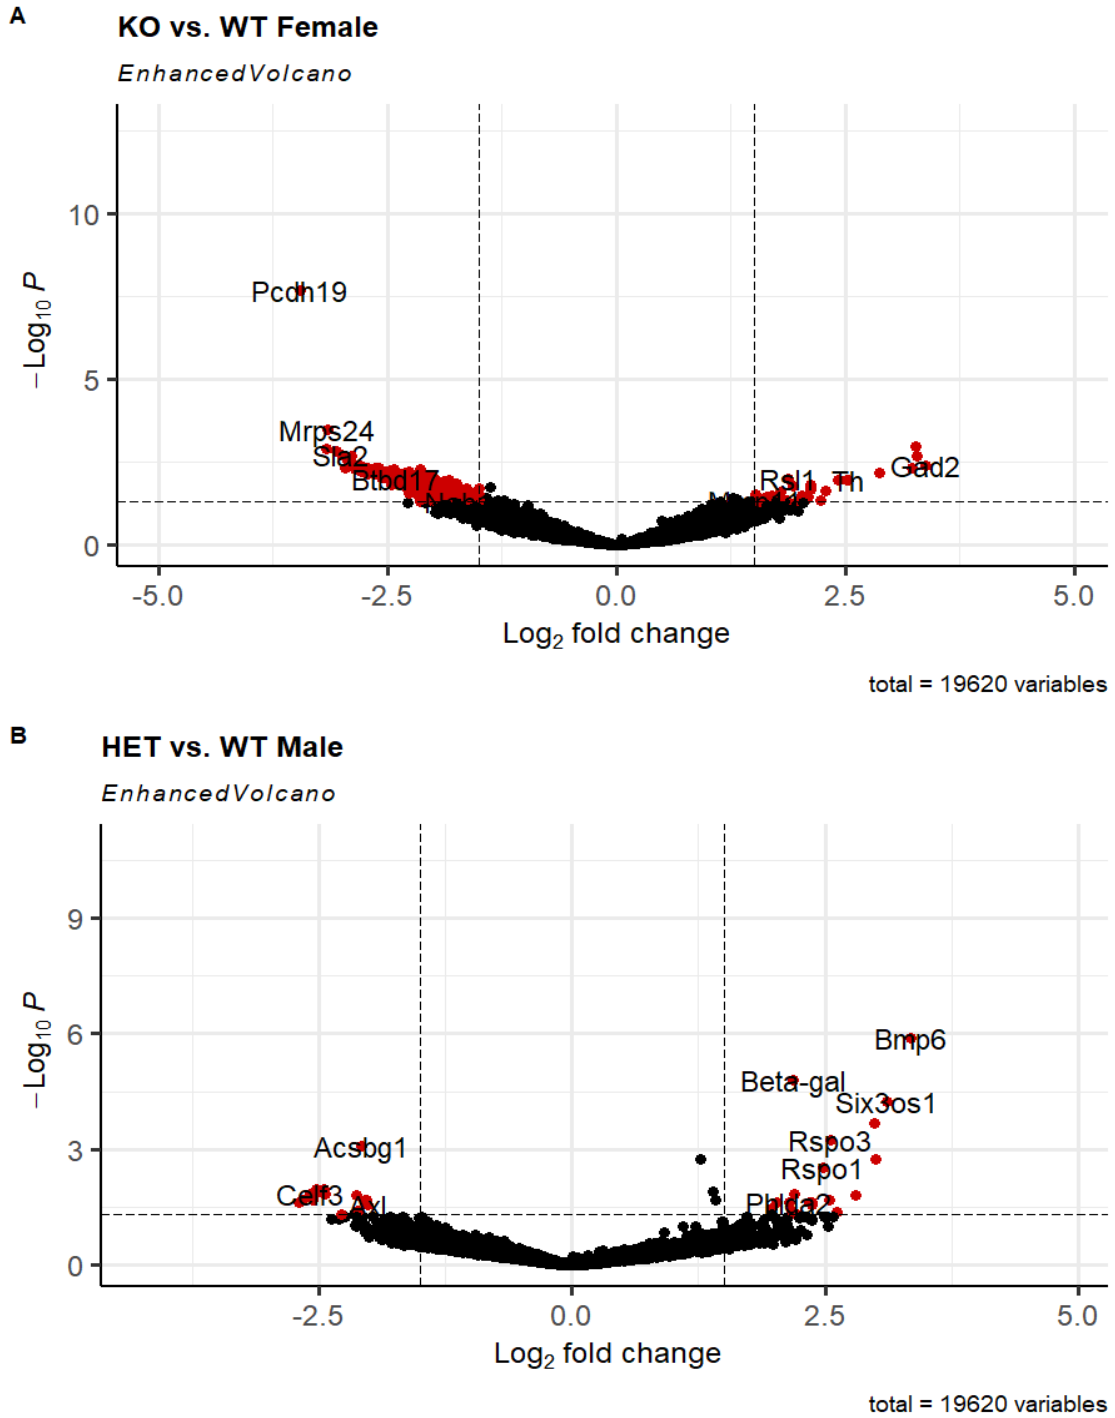 A
KO vs. WT Female
EnhancedVolcano
10
Pcdh19
−Log10 P
5
Mrps24
Sla2
Gad2
Btbd17
Rsl1
Th
0
-5.0 -2.5 0.0 2.5 5.0
Log2 fold change
total = 19620 variables
B
HET vs. WT Male
EnhancedVolcano
9
−Log10 P
6
Bmp6
Beta-gal
Six3os1
3
Acsbg1
Rspo3
Rspo1
Celf3
Axl
Phlda2
0
-2.5 0.0 2.5 5.0
Log2 fold change
total = 19620 variables